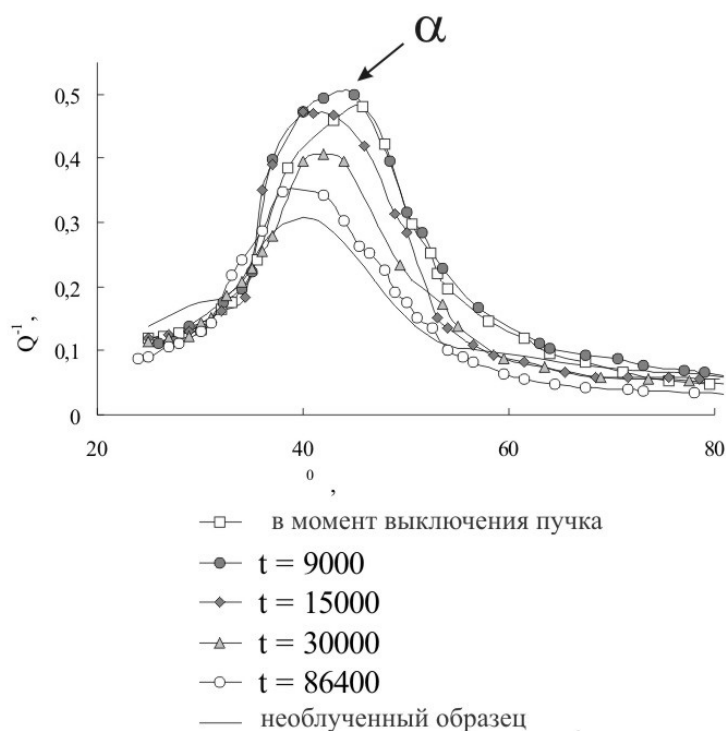 α
0,5
0,4
0,3
0,2
0,1
0
Q⁻¹,
20 40 60 80
0 ,
в момент выключения пучка
t = 9000
t = 15000
t = 30000
t = 86400
необлученный образец